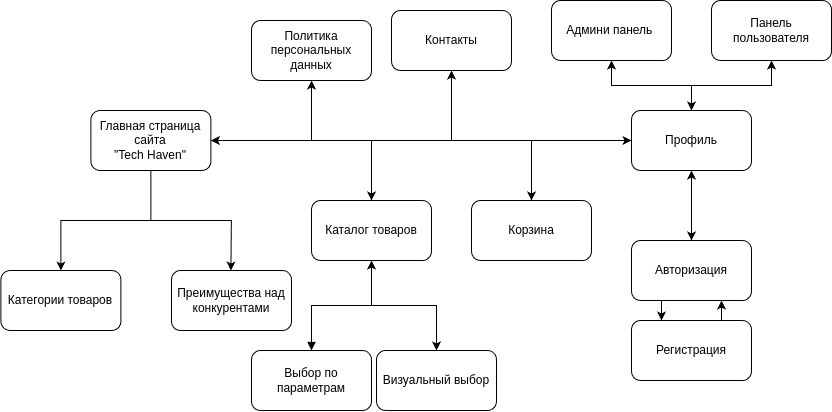 Политика
персональных
данных
Контакты
Админи панель
Панель
пользователя
Главная страница
сайта
"Tech Haven"
Профиль
Каталог товаров
Корзина
Авторизация
Категории товаров
Преимущества над
конкурентами
Регистрация
Выбор по
параметрам
Визуальный выбор